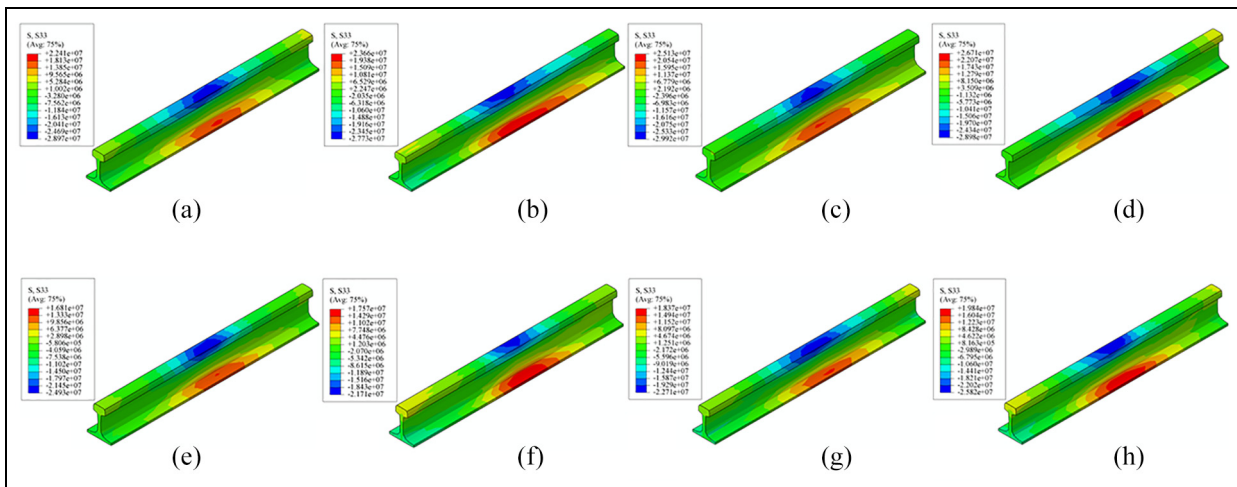 S, S33
(Avg: 75%)
+2.241e+07
+1.813e+07
+1.385e+07
+9.565e+06
+5.284e+06
+1.002e+06
-3.280e+06
-7.562e+06
-1.184e+07
-1.613e+07
-2.041e+07
-2.469e+07
-2.897e+07
(a)
S, S33
(Avg: 75%)
+2.366e+07
+1.938e+07
+1.509e+07
+1.081e+07
+6.529e+06
+2.247e+06
-2.035e+06
-6.318e+06
-1.060e+07
-1.488e+07
-1.916e+07
-2.345e+07
-2.773e+07
(b)
S, S33
(Avg: 75%)
+2.513e+07
+2.054e+07
+1.595e+07
+1.137e+07
+6.779e+06
+2.192e+06
-2.396e+06
-6.983e+06
-1.157e+07
-1.616e+07
-2.075e+07
-2.533e+07
-2.992e+07
(c)
S, S33
(Avg: 75%)
+2.671e+07
+2.207e+07
+1.743e+07
+1.279e+07
+8.150e+06
+3.509e+06
-1.132e+06
-5.773e+06
-1.041e+07
-1.506e+07
-1.970e+07
-2.434e+07
-2.898e+07
(d)
S, S33
(Avg: 75%)
+1.681e+07
+1.333e+07
+9.856e+06
+6.377e+06
+2.898e+06
-5.806e+05
-4.059e+06
-7.538e+06
-1.102e+07
-1.450e+07
-1.797e+07
-2.145e+07
-2.493e+07
(e)
S, S33
(Avg: 75%)
+1.757e+07
+1.429e+07
+1.102e+07
+7.748e+06
+4.476e+06
+1.203e+06
-2.070e+06
-5.342e+06
-8.615e+06
-1.189e+07
-1.516e+07
-1.843e+07
-2.171e+07
(f)
S, S33
(Avg: 75%)
+1.837e+07
+1.494e+07
+1.152e+07
+8.097e+06
+4.674e+06
+1.251e+06
-2.172e+06
-5.596e+06
-9.019e+06
-1.244e+07
-1.587e+07
-1.929e+07
-2.271e+07
(g)
S, S33
(Avg: 75%)
+1.984e+07
+1.604e+07
+1.223e+07
+8.428e+06
+4.622e+06
+8.163e+05
-2.989e+06
-6.795e+06
-1.060e+07
-1.441e+07
-1.821e+07
-2.202e+07
-2.582e+07
(h)